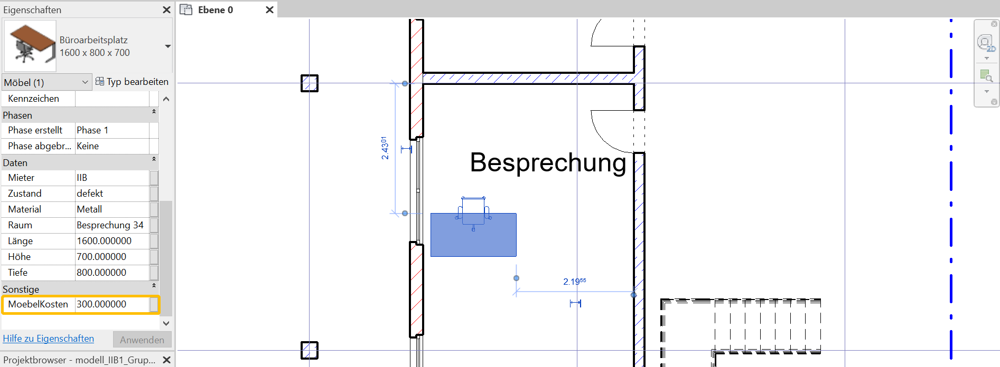 Eigenschaften
Ebene 0
Büroarbeitsplatz
1600 x 800 x 700
Möbel (1)
Typ bearbeiten
Kennzeichen
Phasen
Phase erstellt Phase 1
Phase abgebr... Keine
Daten
Mieter IIB
Zustand defekt
Material Metall
Raum Besprechung 34
Länge 1600.000000
Höhe 700.000000
Tiefe 800.000000
Sonstige
MoebelKosten 300.000000
Hilfe zu Eigenschaften
Anwenden
Projektbrowser - modell_IIB1_Grup...
2.43⁰¹
Besprechung
2.19⁵⁵
2D